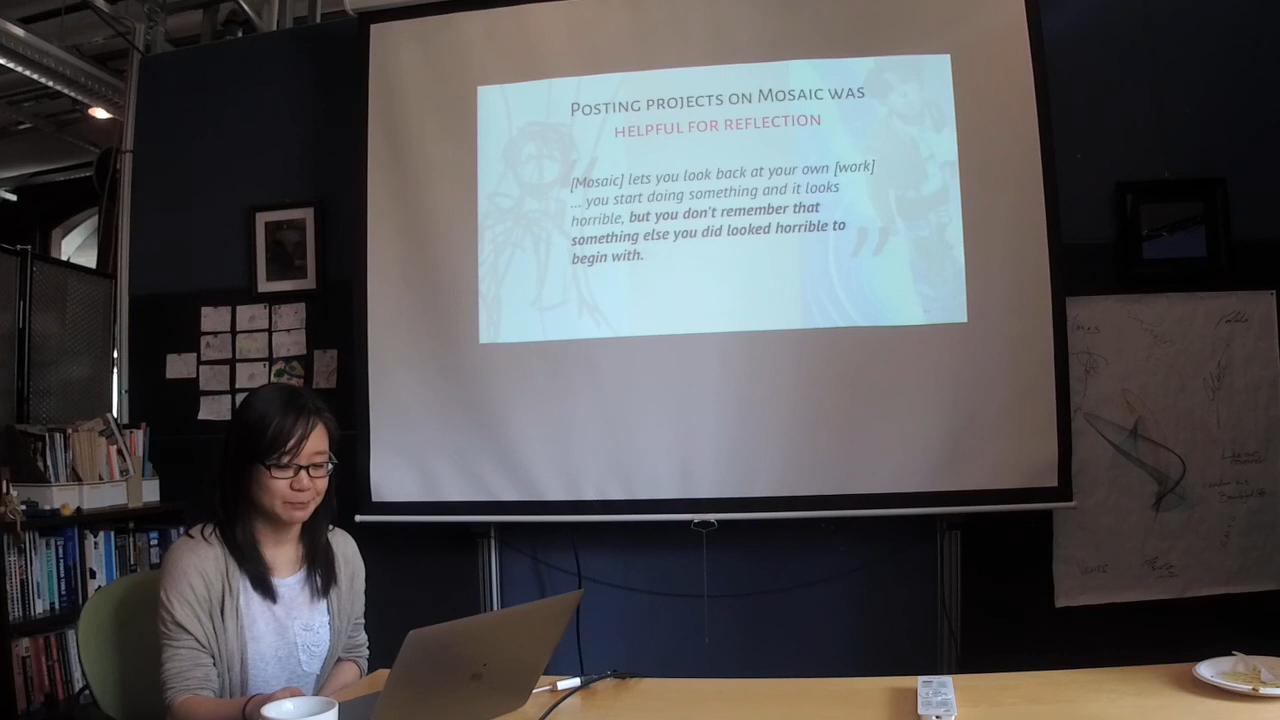 Posting projects on Mosaic was
helpful for reflection
[Mosaic] lets you look back at your own [work]
... you start doing something and it looks
horrible, but you don't remember that
something else you did looked horrible to
begin with.